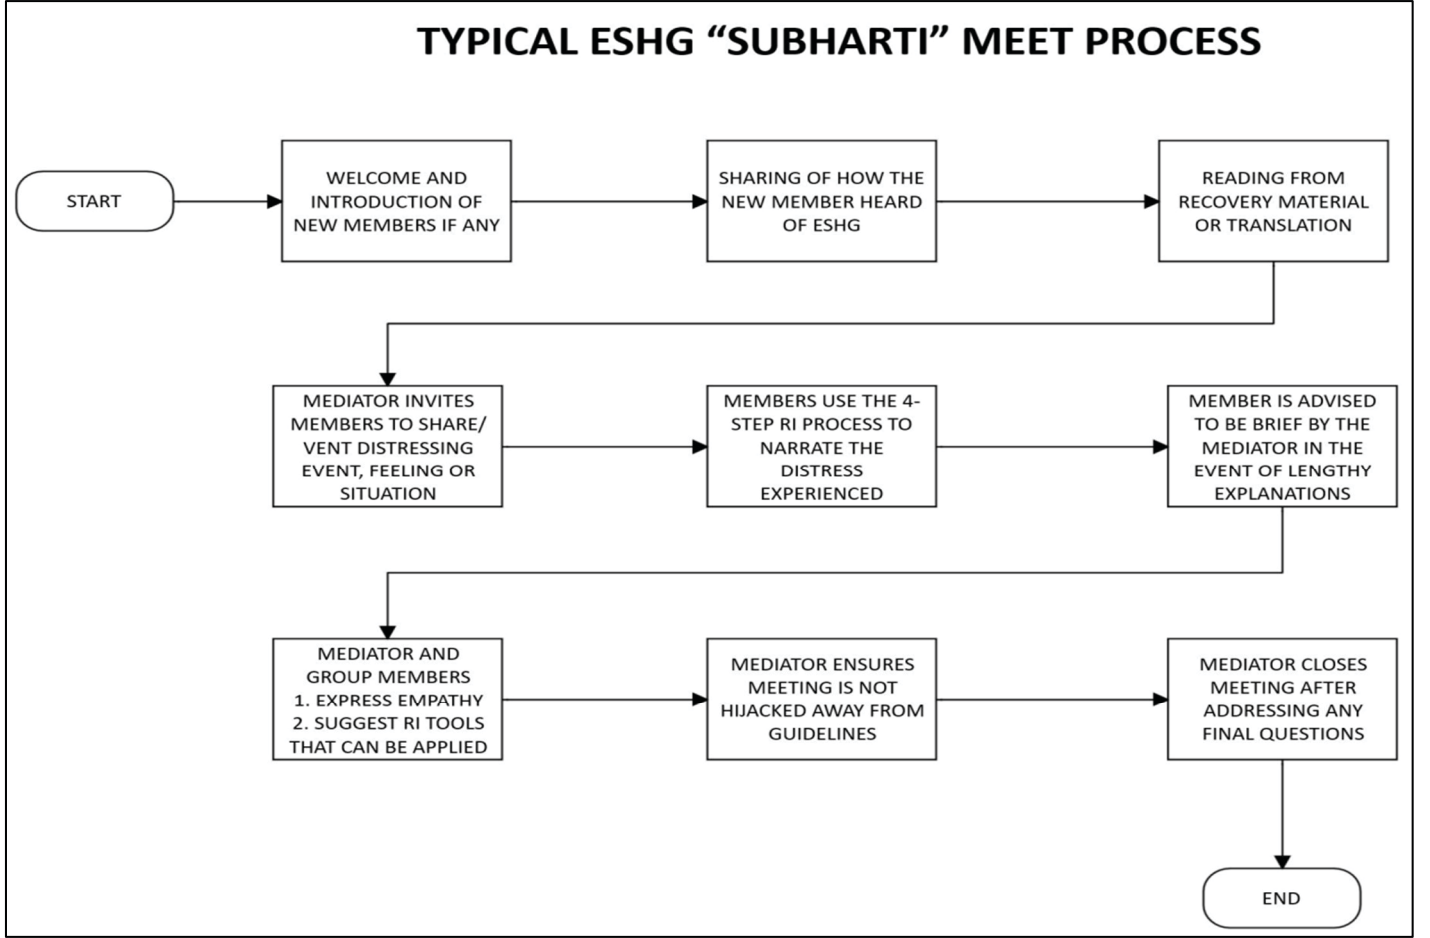 TYPICAL ESHG “SUBHARTI” MEET PROCESS
START
WELCOME AND
INTRODUCTION OF
NEW MEMBERS IF ANY
SHARING OF HOW THE
NEW MEMBER HEARD
OF ESHG
READING FROM
RECOVERY MATERIAL
OR TRANSLATION
MEDIATOR INVITES
MEMBERS TO SHARE/
VENT DISTRESSING
EVENT, FEELING OR
SITUATION
MEMBERS USE THE 4-
STEP RI PROCESS TO
NARRATE THE
DISTRESS
EXPERIENCED
MEMBER IS ADVISED
TO BE BRIEF BY THE
MEDIATOR IN THE
EVENT OF LENGTHY
EXPLANATIONS
MEDIATOR AND
GROUP MEMBERS
1. EXPRESS EMPATHY
2. SUGGEST RI TOOLS
THAT CAN BE APPLIED
MEDIATOR ENSURES
MEETING IS NOT
HIJACKED AWAY FROM
GUIDELINES
MEDIATOR CLOSES
MEETING AFTER
ADDRESSING ANY
FINAL QUESTIONS
END